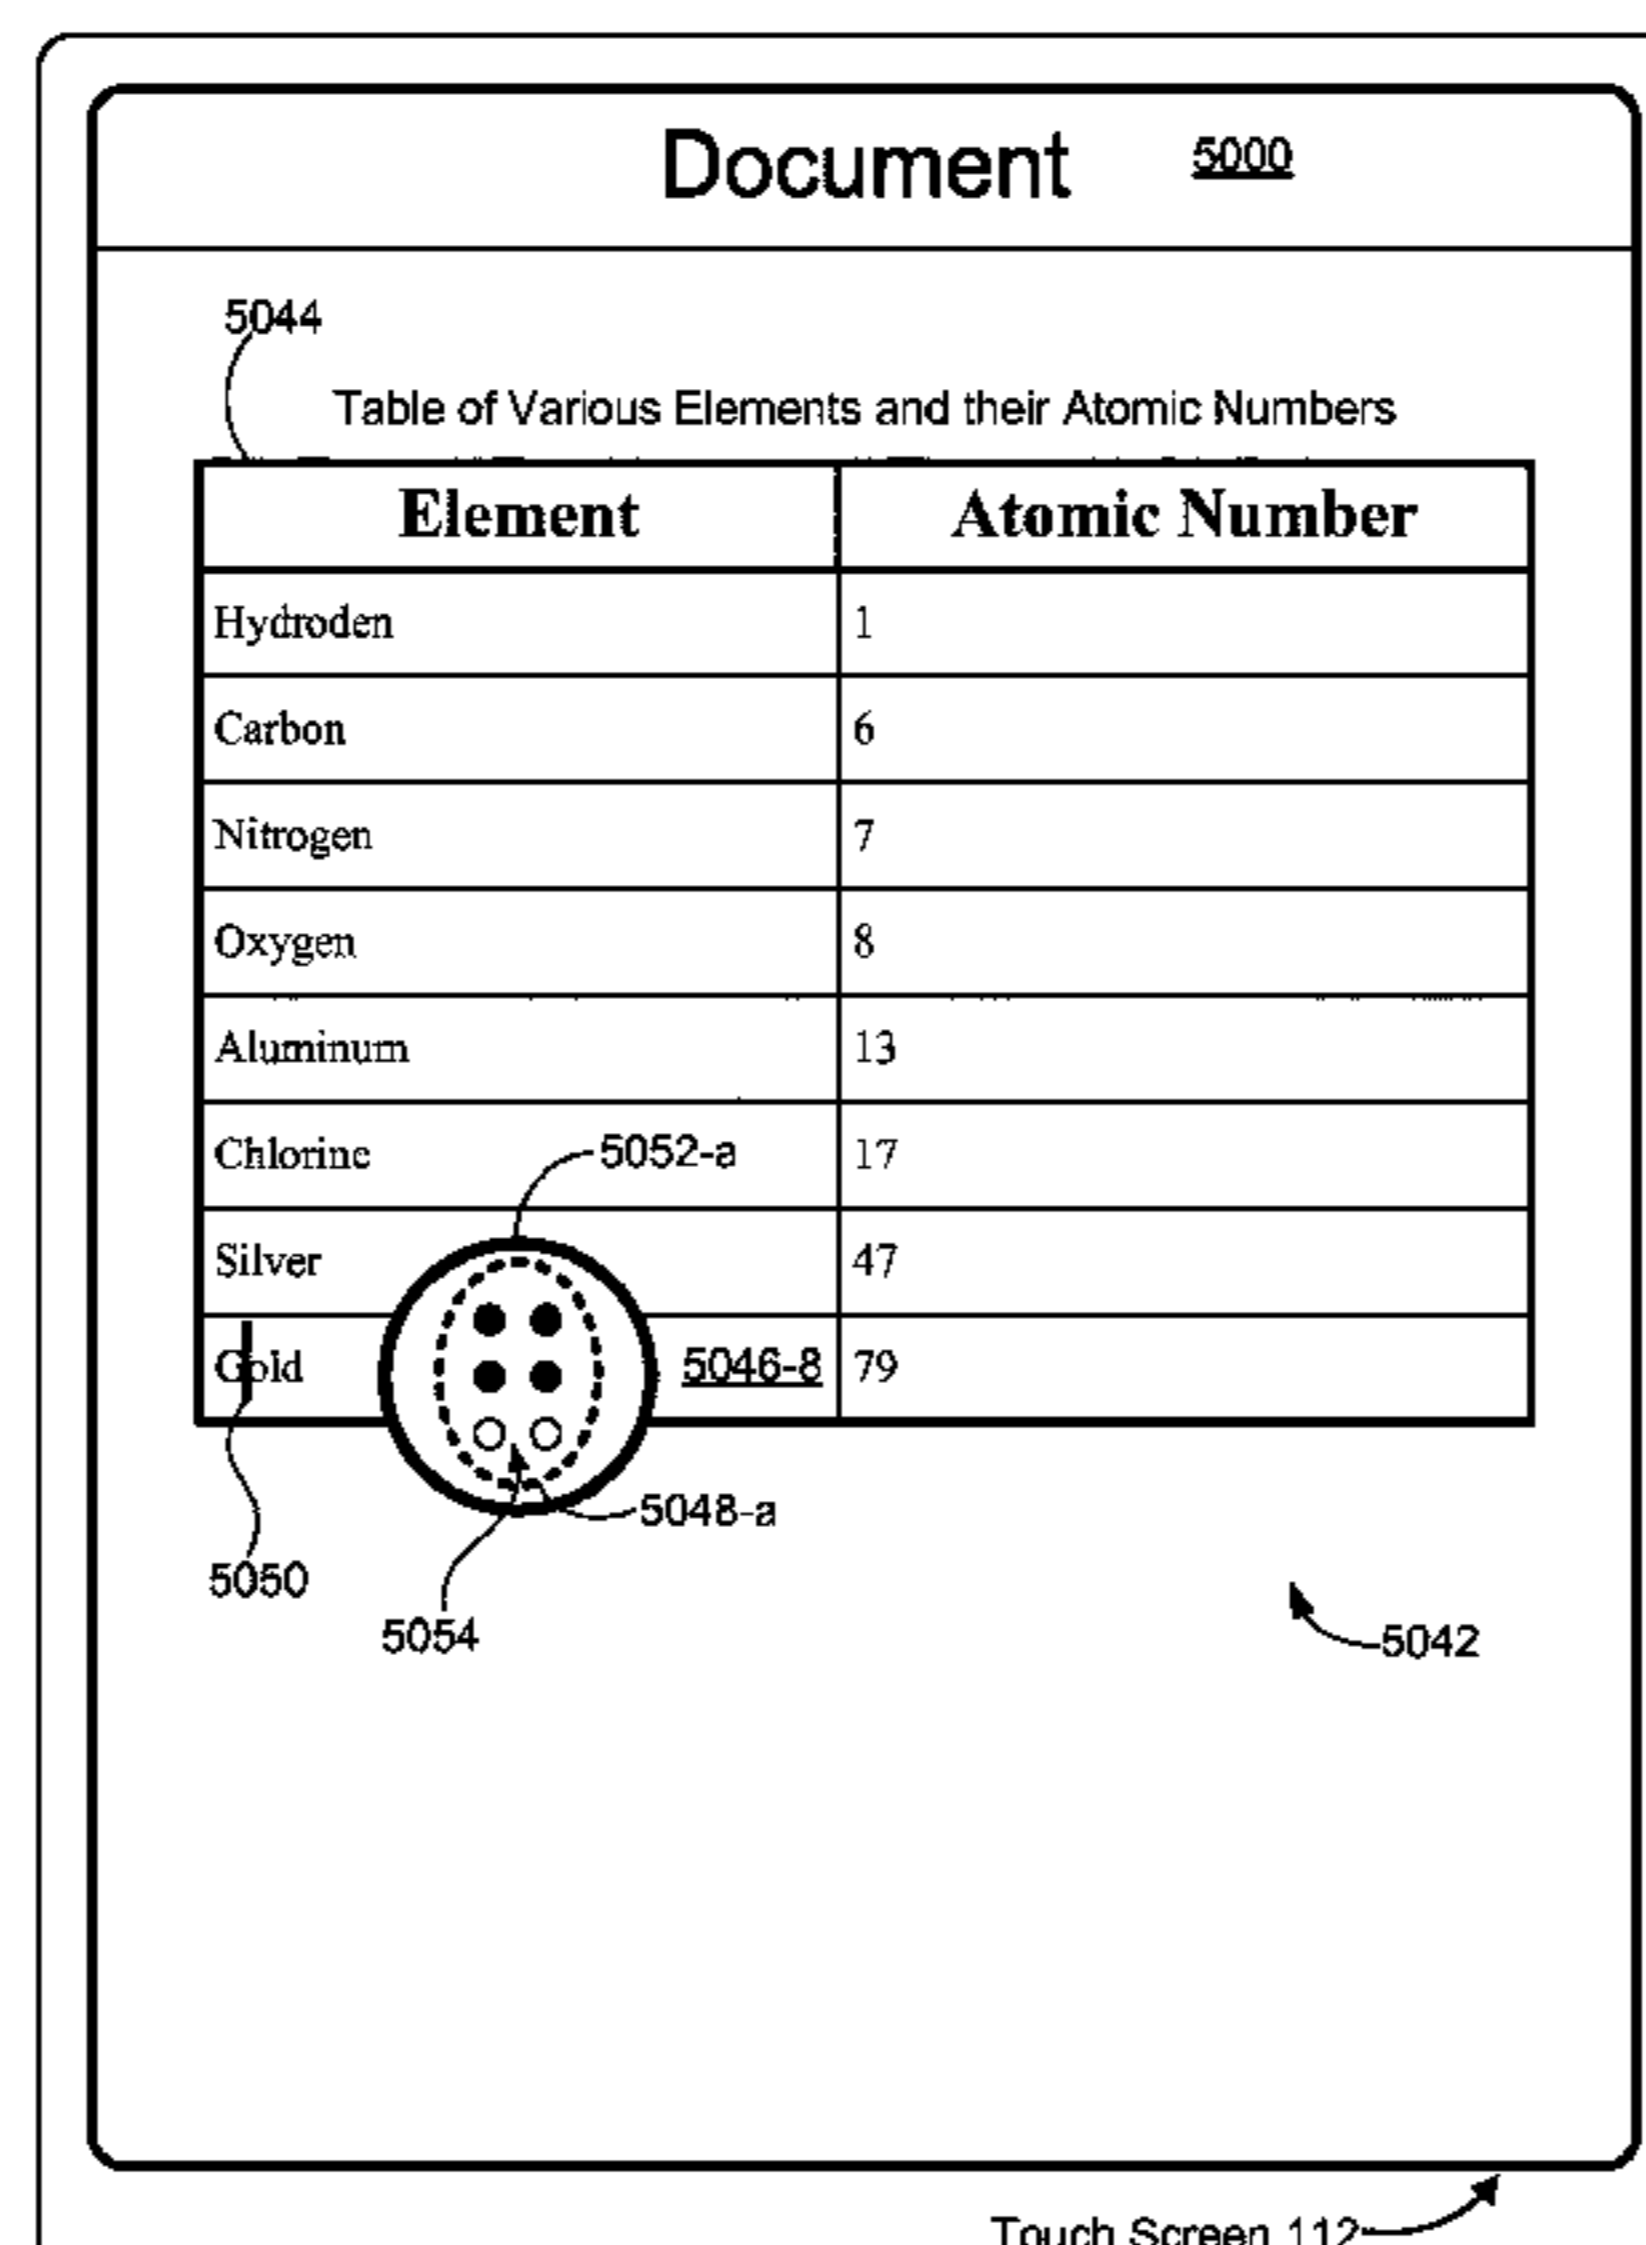 Document 5000
5044
Table of Various Elements and their Atomic Numbers
Element Atomic Number
Hydroden 1
Carbon 6
Nitrogen 7
Oxygen 8
Aluminum 13
Chlorine 17
5052-a
Silver 47
Gold 5046-8 79
5048-a
5050
5054
5042
Touch Screen 112